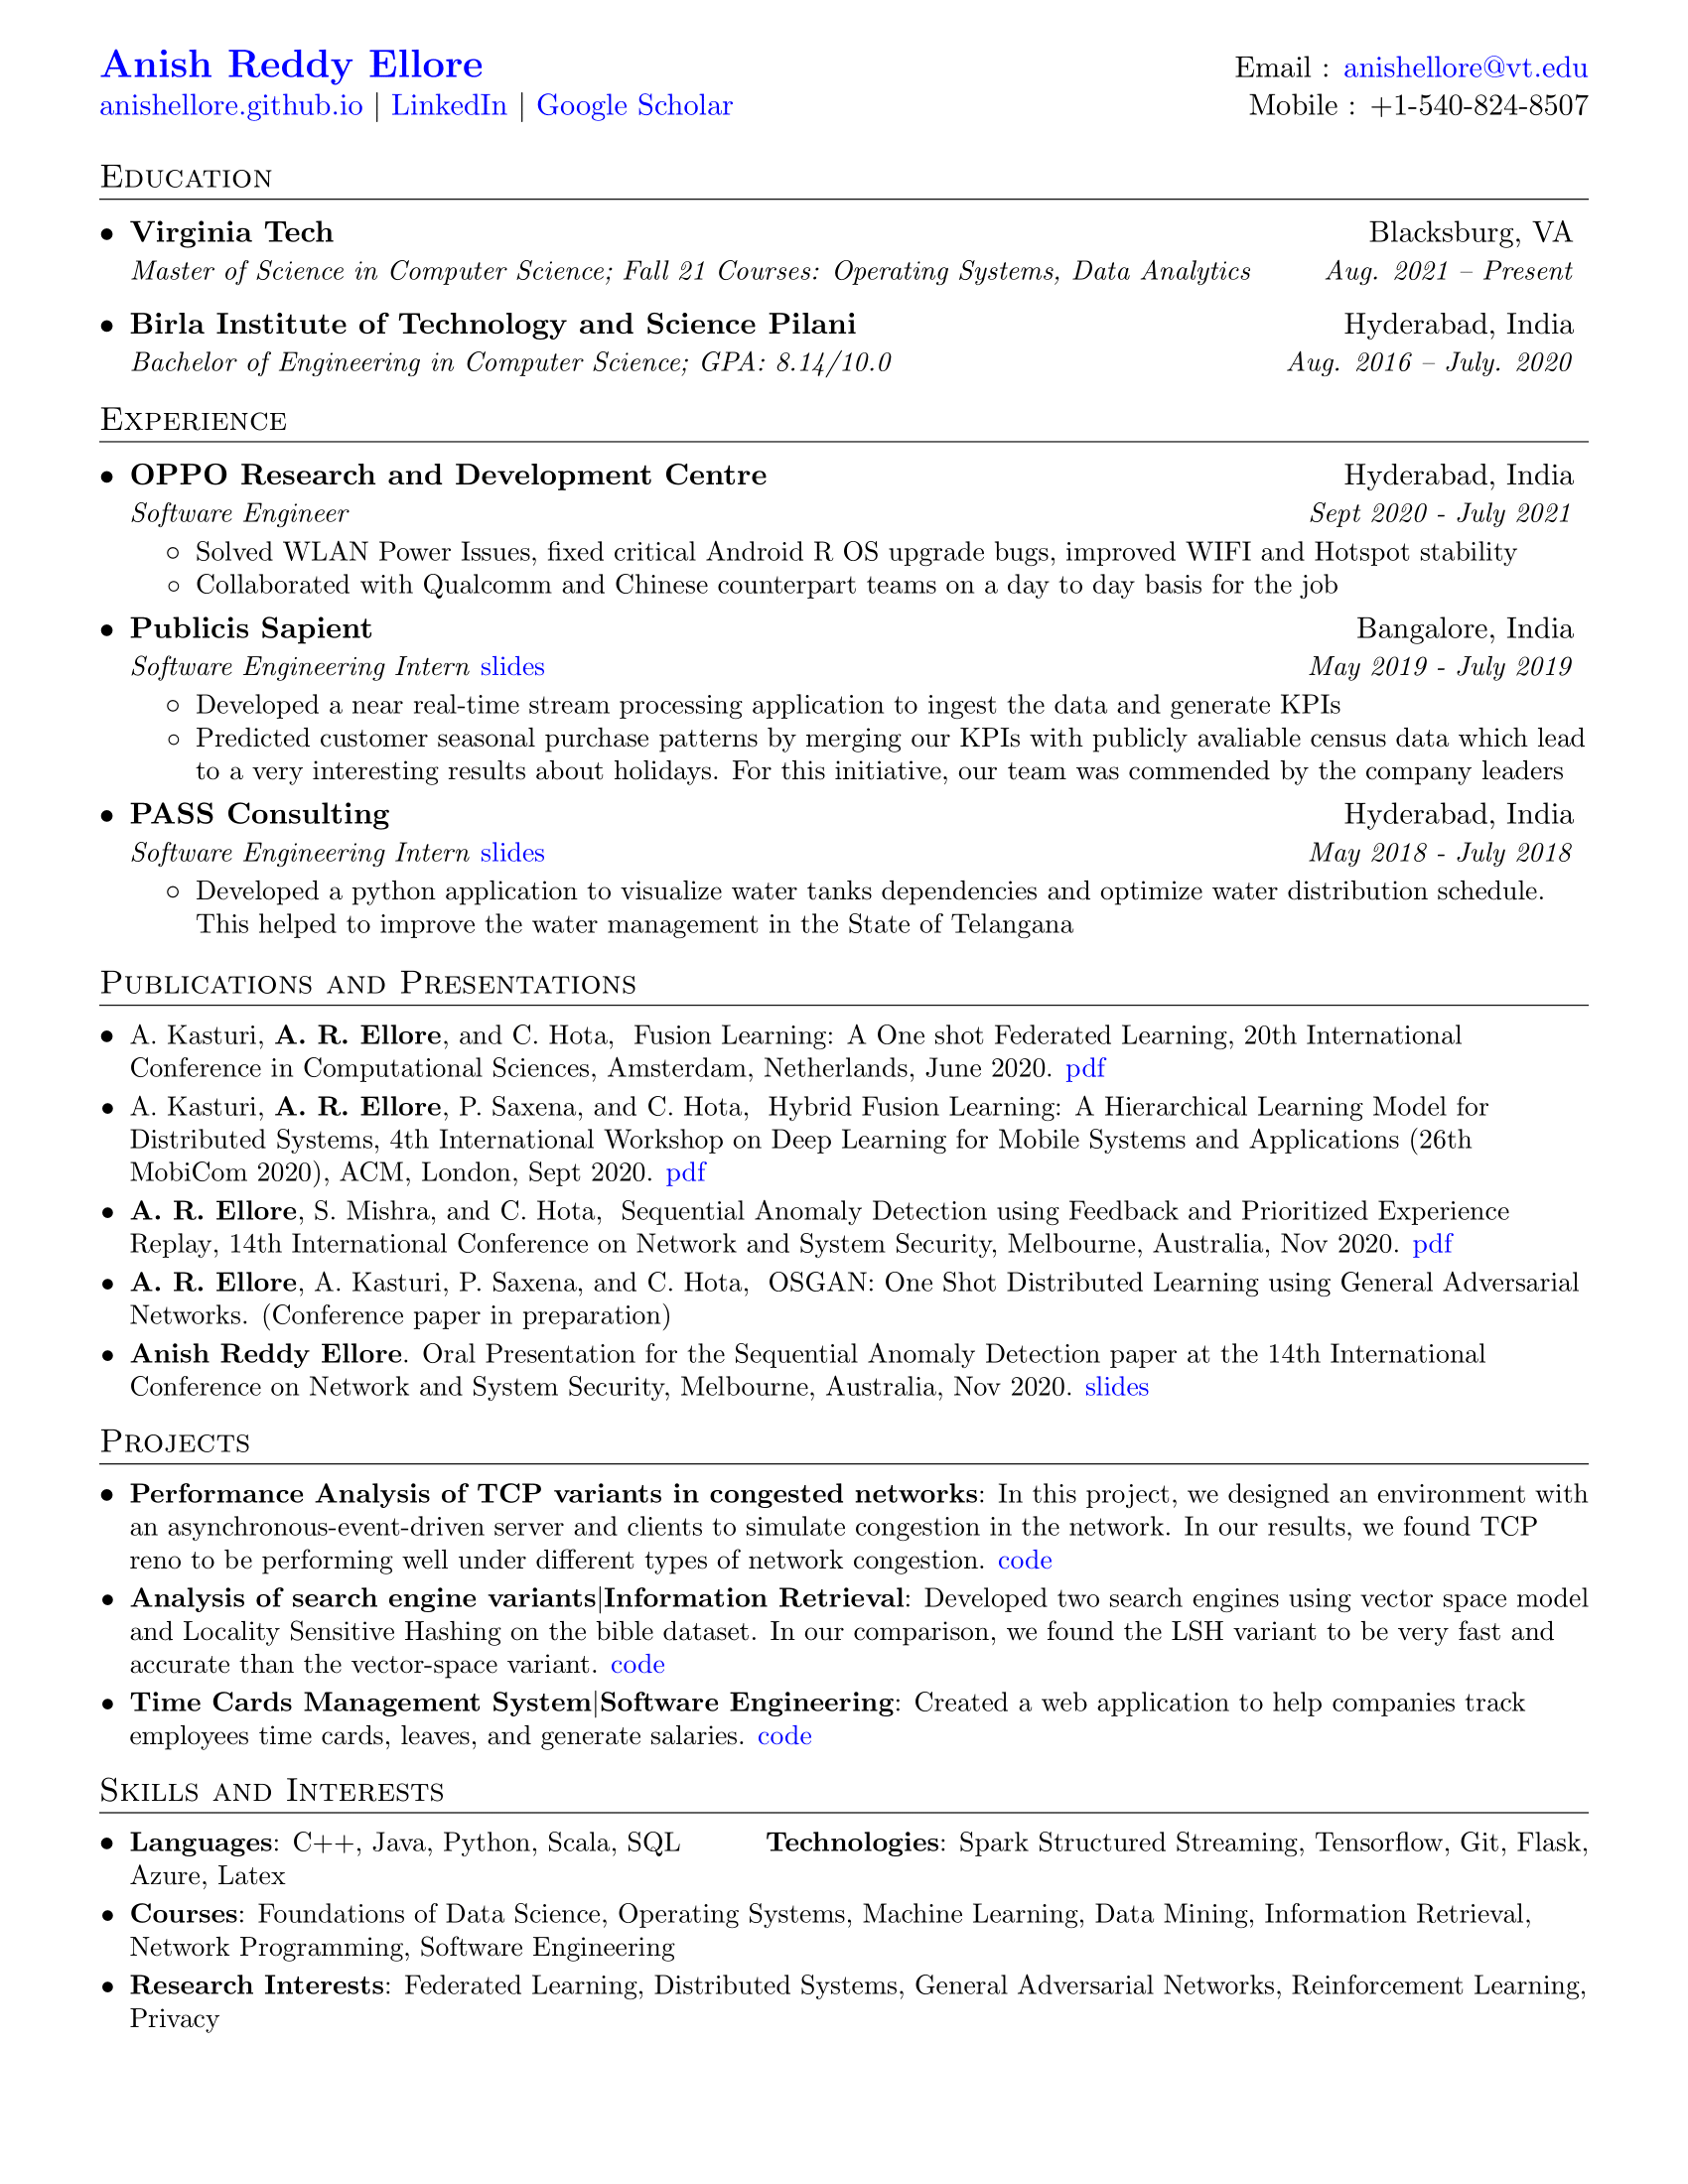 Anish Reddy Ellore Email : anishellore@vt.edu
anishellore.github.io | LinkedIn | Google Scholar Mobile : +1-540-824-8507
Education
• Virginia Tech Blacksburg, VA
Master of Science in Computer Science; Fall 21 Courses: Operating Systems, Data Analytics Aug. 2021 – Present
• Birla Institute of Technology and Science Pilani Hyderabad, India
Bachelor of Engineering in Computer Science; GPA: 8.14/10.0 Aug. 2016 – July. 2020
Experience
• OPPO Research and Development Centre Hyderabad, India
Software Engineer Sept 2020 - July 2021
◦ Solved WLAN Power Issues, fixed critical Android R OS upgrade bugs, improved WIFI and Hotspot stability
◦ Collaborated with Qualcomm and Chinese counterpart teams on a day to day basis for the job
• Publicis Sapient Bangalore, India
Software Engineering Intern slides May 2019 - July 2019
◦ Developed a near real-time stream processing application to ingest the data and generate KPIs
◦ Predicted customer seasonal purchase patterns by merging our KPIs with publicly avaliable census data which lead
to a very interesting results about holidays. For this initiative, our team was commended by the company leaders
• PASS Consulting Hyderabad, India
Software Engineering Intern slides May 2018 - July 2018
◦ Developed a python application to visualize water tanks dependencies and optimize water distribution schedule.
This helped to improve the water management in the State of Telangana
Publications and Presentations
• A. Kasturi, A. R. Ellore, and C. Hota, Fusion Learning: A One shot Federated Learning, 20th International
Conference in Computational Sciences, Amsterdam, Netherlands, June 2020. pdf
• A. Kasturi, A. R. Ellore, P. Saxena, and C. Hota, Hybrid Fusion Learning: A Hierarchical Learning Model for
Distributed Systems, 4th International Workshop on Deep Learning for Mobile Systems and Applications (26th
MobiCom 2020), ACM, London, Sept 2020. pdf
• A. R. Ellore, S. Mishra, and C. Hota, Sequential Anomaly Detection using Feedback and Prioritized Experience
Replay, 14th International Conference on Network and System Security, Melbourne, Australia, Nov 2020. pdf
• A. R. Ellore, A. Kasturi, P. Saxena, and C. Hota, OSGAN: One Shot Distributed Learning using General Adversarial
Networks. (Conference paper in preparation)
• Anish Reddy Ellore. Oral Presentation for the Sequential Anomaly Detection paper at the 14th International
Conference on Network and System Security, Melbourne, Australia, Nov 2020. slides
Projects
• Performance Analysis of TCP variants in congested networks: In this project, we designed an environment with
an asynchronous-event-driven server and clients to simulate congestion in the network. In our results, we found TCP
reno to be performing well under different types of network congestion. code
• Analysis of search engine variants|Information Retrieval: Developed two search engines using vector space model
and Locality Sensitive Hashing on the bible dataset. In our comparison, we found the LSH variant to be very fast and
accurate than the vector-space variant. code
• Time Cards Management System|Software Engineering: Created a web application to help companies track
employees time cards, leaves, and generate salaries. code
Skills and Interests
• Languages: C++, Java, Python, Scala, SQL Technologies: Spark Structured Streaming, Tensorflow, Git, Flask,
Azure, Latex
• Courses: Foundations of Data Science, Operating Systems, Machine Learning, Data Mining, Information Retrieval,
Network Programming, Software Engineering
• Research Interests: Federated Learning, Distributed Systems, General Adversarial Networks, Reinforcement Learning,
Privacy